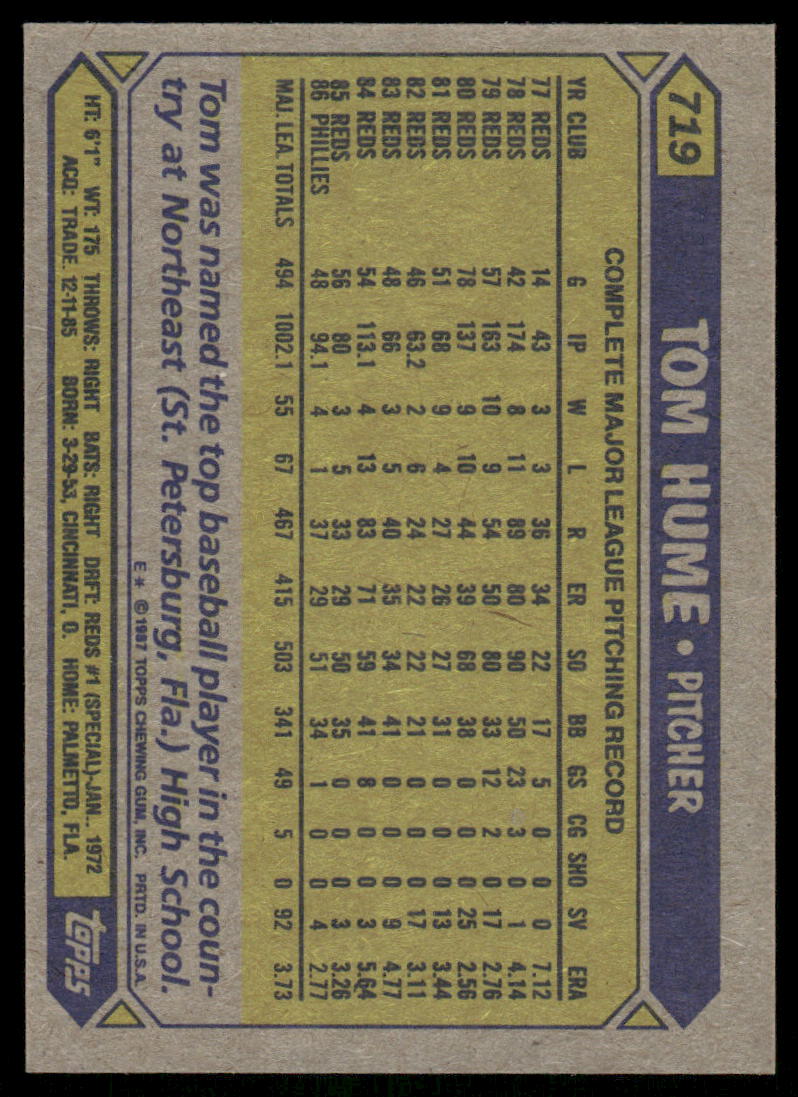 719 TOM HUME • PITCHER
COMPLETE MAJOR LEAGUE PITCHING RECORD
YR CLUB G IP W L R ER SO BB GS CG SHO SV ERA
77 REDS 14 43 3 3 36 34 22 17 5 0 0 0 7.12
78 REDS 42 174 8 11 89 80 90 50 23 3 0 1 4.14
79 REDS 57 163 10 9 54 50 80 33 12 2 0 17 2.76
80 REDS 78 137 9 10 44 39 68 38 0 0 0 25 2.56
81 REDS 51 68 9 4 27 26 27 31 0 0 0 13 3.44
82 REDS 46 63.2 2 6 24 22 22 21 0 0 0 17 3.11
83 REDS 48 66 3 5 40 35 34 41 0 0 0 9 4.77
84 REDS 54 113.1 4 13 83 71 59 41 8 0 0 3 5.64
85 REDS 56 80 3 5 33 29 50 35 0 0 0 3 3.26
86 PHILLIES 48 94.1 4 1 37 29 51 34 1 0 0 4 2.77
MAJ. LEA. TOTALS 494 1002.1 55 67 467 415 503 341 49 5 0 92 3.73
Tom was named the top baseball player in the coun-
try at Northeast (St. Petersburg, Fla.) High School.
E* © 1987 TOPPS CHEWING GUM, INC. PRTD. IN U.S.A.
HT: 6'1" WT: 175 THROWS: RIGHT BATS: RIGHT DRFT: REDS #1 (SPECIAL)-JAN., 1972
ACQ: TRADE, 12-11-85 BORN: 3-29-53, CINCINNATI, O. HOME: PALMETTO, FLA.
topps